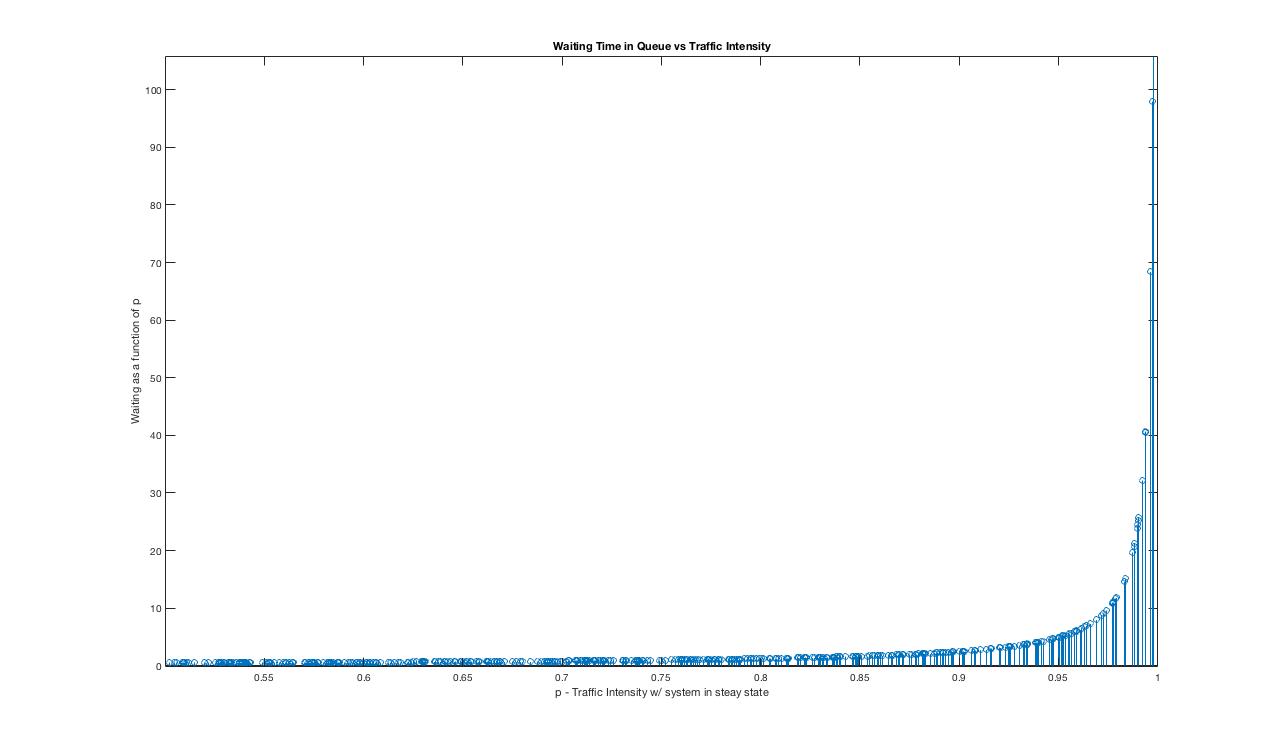 Waiting Time in Queue vs Traffic Intensity
100
90
80
70
60
50
40
30
20
10
0
Waiting as a function of p
0.55 0.6 0.65 0.7 0.75 0.8 0.85 0.9 0.95 1
p - Traffic Intensity w/ system in steay state